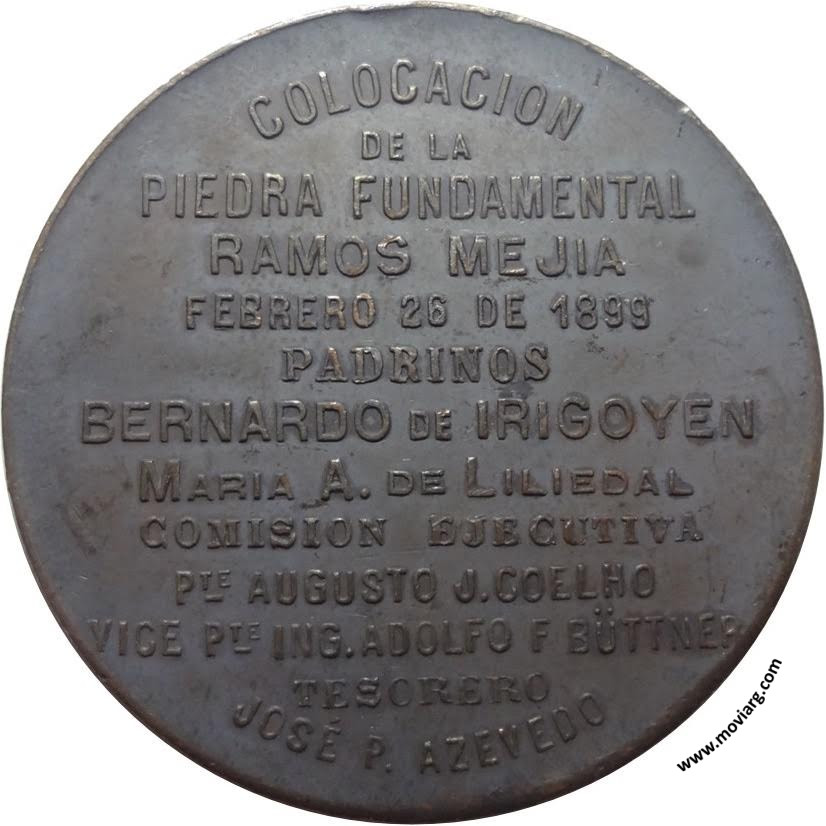 COLOCACION
DE LA
PIEDRA FUNDAMENTAL
RAMOS MEJIA
FEBRERO 26 DE 1899
PADRINOS
BERNARDO DE IRIGOYEN
MARIA A. DE LILIEDAL
COMISION EJECUTIVA
PTE AUGUSTO J. COELHO
VICE PTE ING. ADOLFO F BÜTTNER
TESORERO
JOSÉ P. AZEVEDO
www.moviarg.com